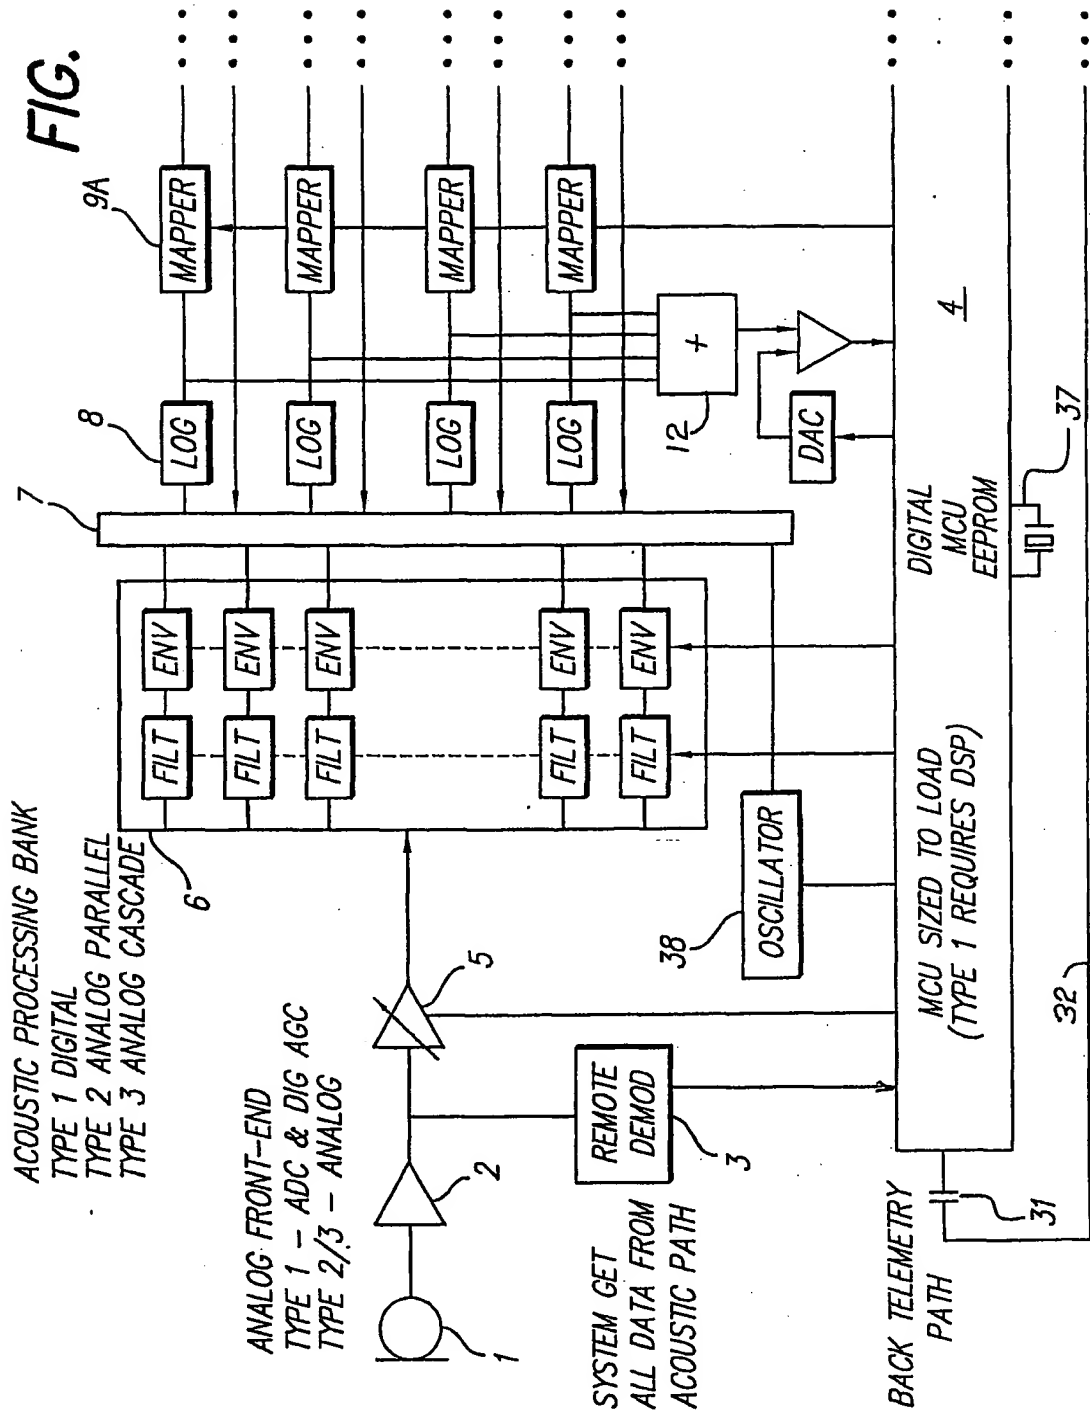 FIG.
ACOUSTIC PROCESSING BANK
TYPE 1 DIGITAL
TYPE 2 ANALOG PARALLEL
TYPE 3 ANALOG CASCADE
6
7
8
9A
FILT
ENV
LOG
MAPPER
FILT
ENV
LOG
MAPPER
FILT
ENV
LOG
MAPPER
FILT
ENV
LOG
MAPPER
FILT
ENV
ANALOG FRONT-END
TYPE 1 - ADC & DIG AGC
TYPE 2/3 - ANALOG
1
2
5
+
12
DAC
OSCILLATOR
38
REMOTE
DEMOD
3
SYSTEM GET
ALL DATA FROM
ACOUSTIC PATH
MCU SIZED TO LOAD
(TYPE 1 REQUIRES DSP)
DIGITAL
MCU
EEPROM
4
37
BACK TELEMETRY
PATH
31
32